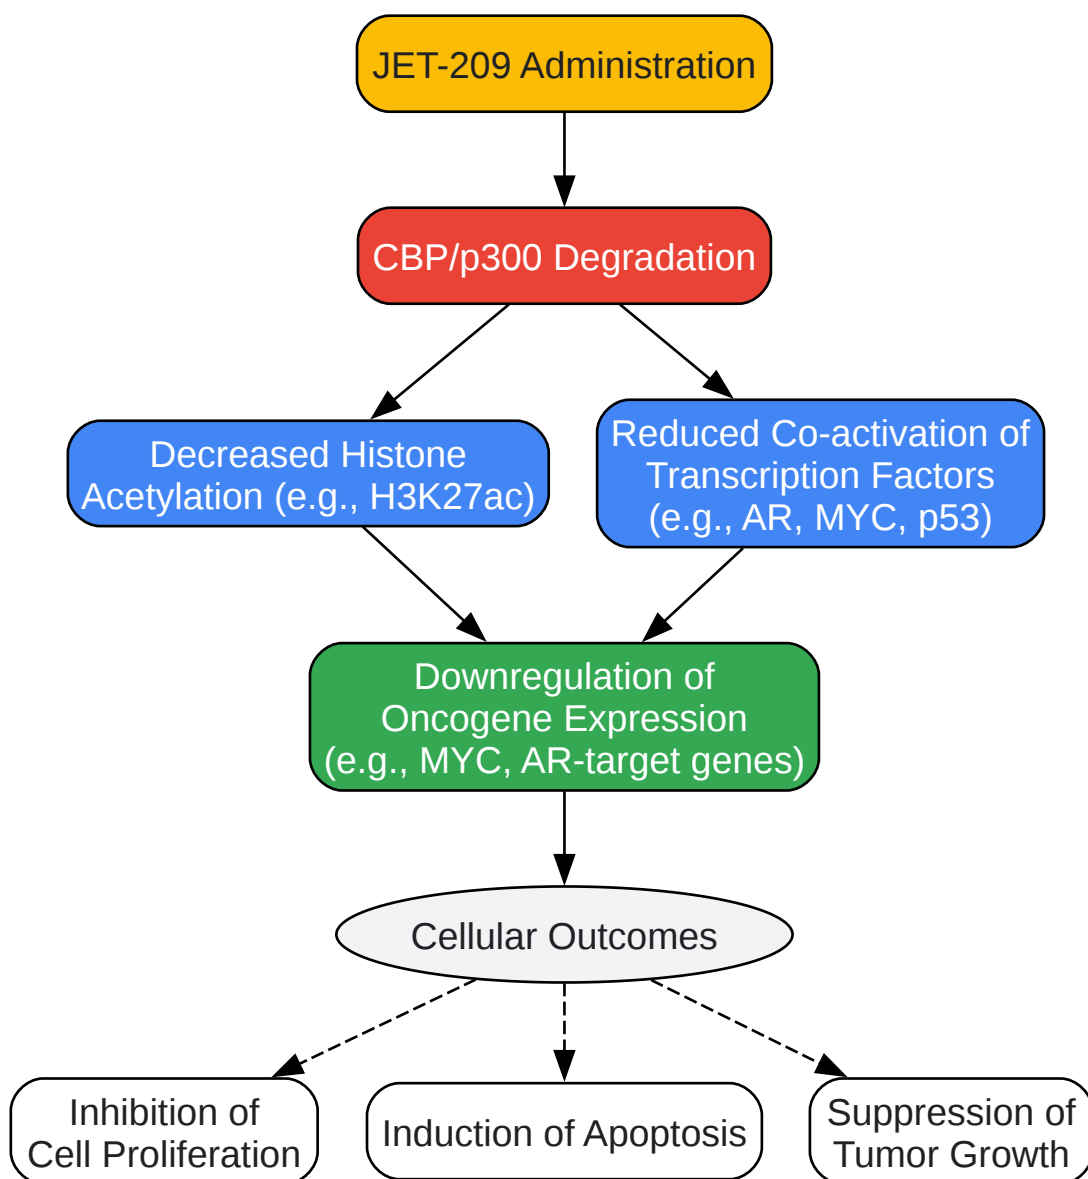 JET-209 Administration
CBP/p300 Degradation
Decreased Histone
Acetylation (e.g., H3K27ac)
Reduced Co-activation of
Transcription Factors
(e.g., AR, MYC, p53)
Downregulation of
Oncogene Expression
(e.g., MYC, AR-target genes)
Cellular Outcomes
Inhibition of
Cell Proliferation
Induction of Apoptosis
Suppression of
Tumor Growth